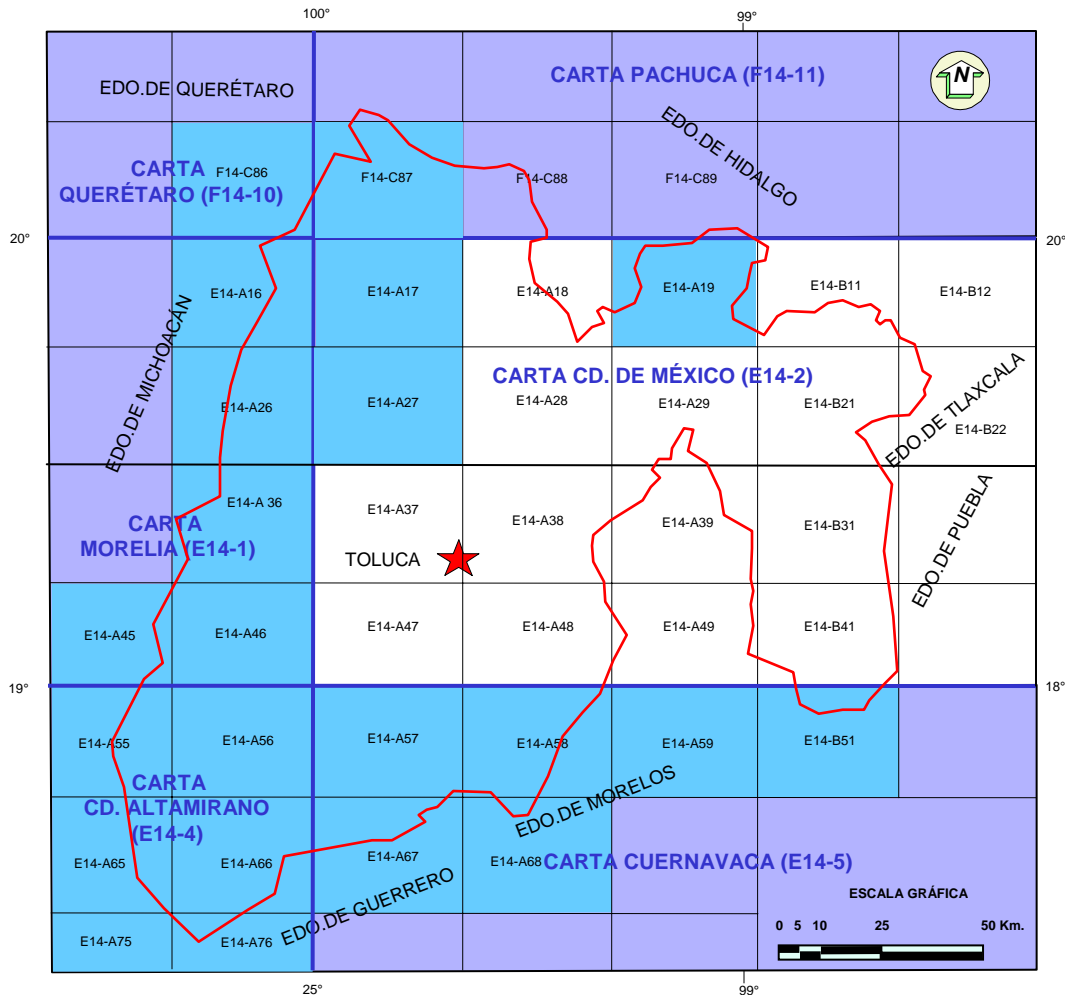 100°
99°
CARTA PACHUCA (F14-11)
N
EDO.DE QUERÉTARO
EDO.DE HIDALGO
CARTA
QUERÉTARO (F14-10)
F14-C86
F14-C87
F14-C88
F14-C89
20°
20°
E14-A16
E14-A17
E14-A18
E14-A19
E14-B11
E14-B12
EDO.DE MICHOACÁN
CARTA CD. DE MÉXICO (E14-2)
E14-A26
E14-A27
E14-A28
E14-A29
E14-B21
E14-B22
EDO.DE TLAXCALA
E14-A 36
E14-A37
E14-A38
E14-A39
E14-B31
EDO.DE PUEBLA
CARTA
MORELIA (E14-1)
TOLUCA
E14-A45
E14-A46
E14-A47
E14-A48
E14-A49
E14-B41
19°
18°
E14-A55
E14-A56
E14-A57
E14-A58
E14-A59
E14-B51
CARTA
CD. ALTAMIRANO
(E14-4)
EDO.DE MORELOS
E14-A65
E14-A66
E14-A67
E14-A68
CARTA CUERNAVACA (E14-5)
EDO.DE GUERRERO
ESCALA GRÁFICA
0 5 10 25 50 Km.
E14-A75
E14-A76
25°
99°